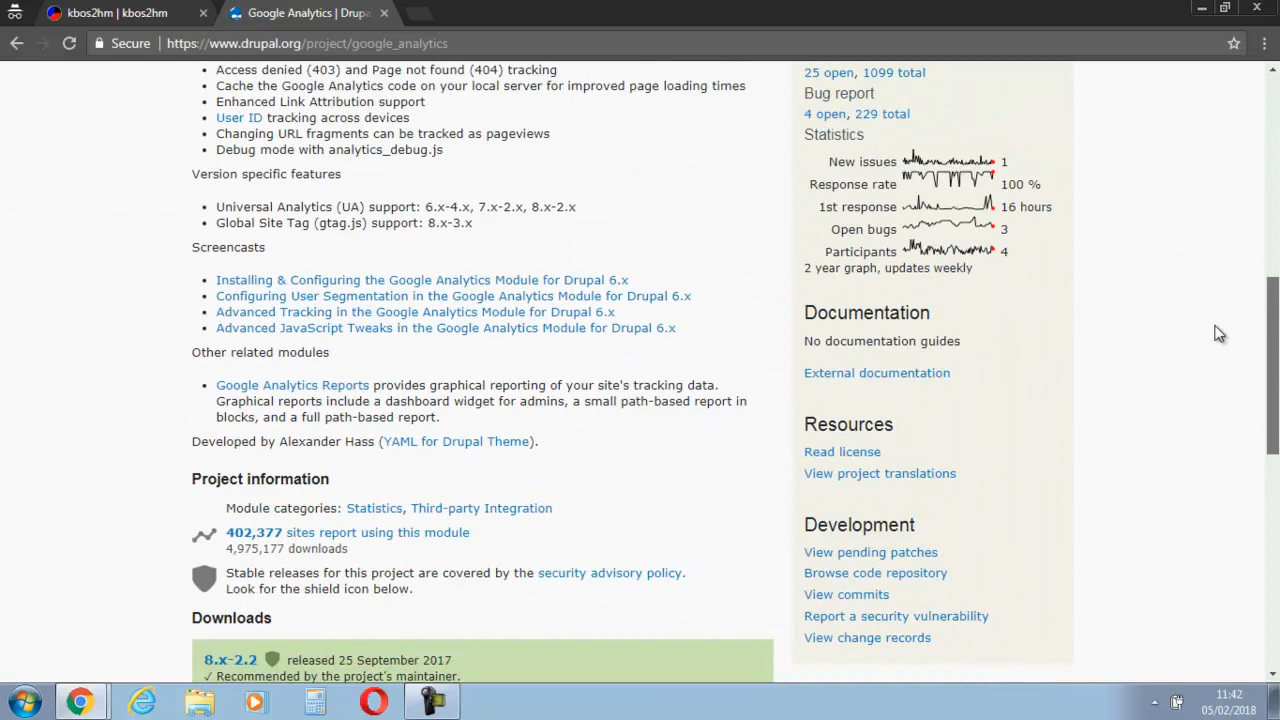 kbos2hm | kbos2hm
Google Analytics | Drupa
Secure
https://www.drupal.org/project/google_analytics
Access denied (403) and Page not found (404) tracking
Cache the Google Analytics code on your local server for improved page loading times
Enhanced Link Attribution support
User ID tracking across devices
Changing URL fragments can be tracked as pageviews
Debug mode with analytics_debug.js
Version specific features
Universal Analytics (UA) support: 6.x-4.x, 7.x-2.x, 8.x-2.x
Global Site Tag (gtag.js) support: 8.x-3.x
Screencasts
Installing & Configuring the Google Analytics Module for Drupal 6.x
Configuring User Segmentation in the Google Analytics Module for Drupal 6.x
Advanced Tracking in the Google Analytics Module for Drupal 6.x
Advanced JavaScript Tweaks in the Google Analytics Module for Drupal 6.x
Other related modules
Google Analytics Reports provides graphical reporting of your site's tracking data.
Graphical reports include a dashboard widget for admins, a small path-based report in
blocks, and a full path-based report.
Developed by Alexander Hass (YAML for Drupal Theme).
Project information
Module categories: Statistics, Third-party Integration
402,377 sites report using this module
4,975,177 downloads
Stable releases for this project are covered by the security advisory policy.
Look for the shield icon below.
Downloads
8.x-2.2 released 25 September 2017
✓ Recommended by the project's maintainer.
25 open, 1099 total
Bug report
4 open, 229 total
Statistics
New issues 1
Response rate 100 %
1st response 16 hours
Open bugs 3
Participants 4
2 year graph, updates weekly
Documentation
No documentation guides
External documentation
Resources
Read license
View project translations
Development
View pending patches
Browse code repository
View commits
Report a security vulnerability
View change records
11:42
05/02/2018